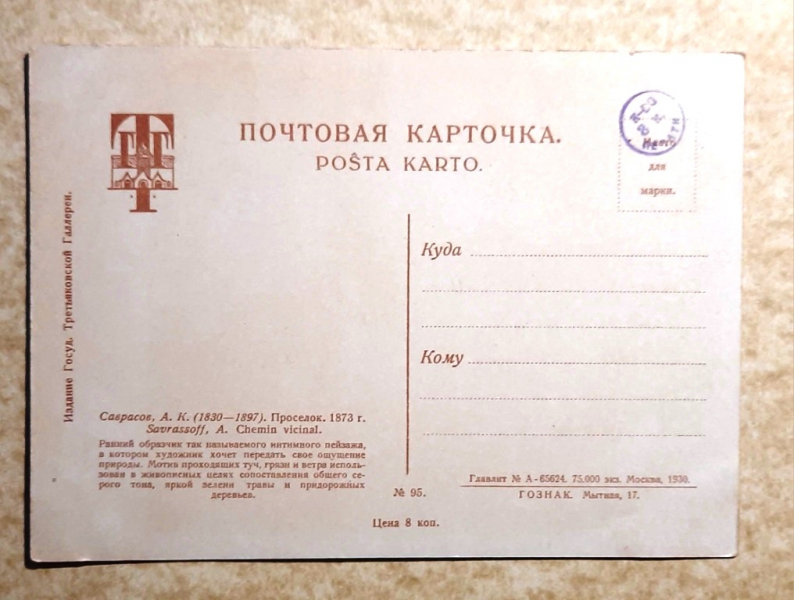 ПОЧТОВАЯ КАРТОЧКА.
POŜTA KARTO.
для
марки.
Издание Госуд. Третьяковской Галлереи.
Куда
Кому
Саврасов, А. К. (1830—1897). Проселок. 1873 г.
Savrassoff, A. Chemin vicinal.
Ранний образчик так называемого интимного пейзажа,
в котором художник хочет передать свое ощущение
природы. Мотив проходящих туч, грязи и ветра исполь-
зован в живописных целях сопоставления общего се-
рого тона, яркой зелени травы и придорожных
деревьев.
№ 95.
Главлит № А-65624. 75.000 экз. Москва, 1930.
ГОЗНАК. Мытная, 17.
Цена 8 коп.